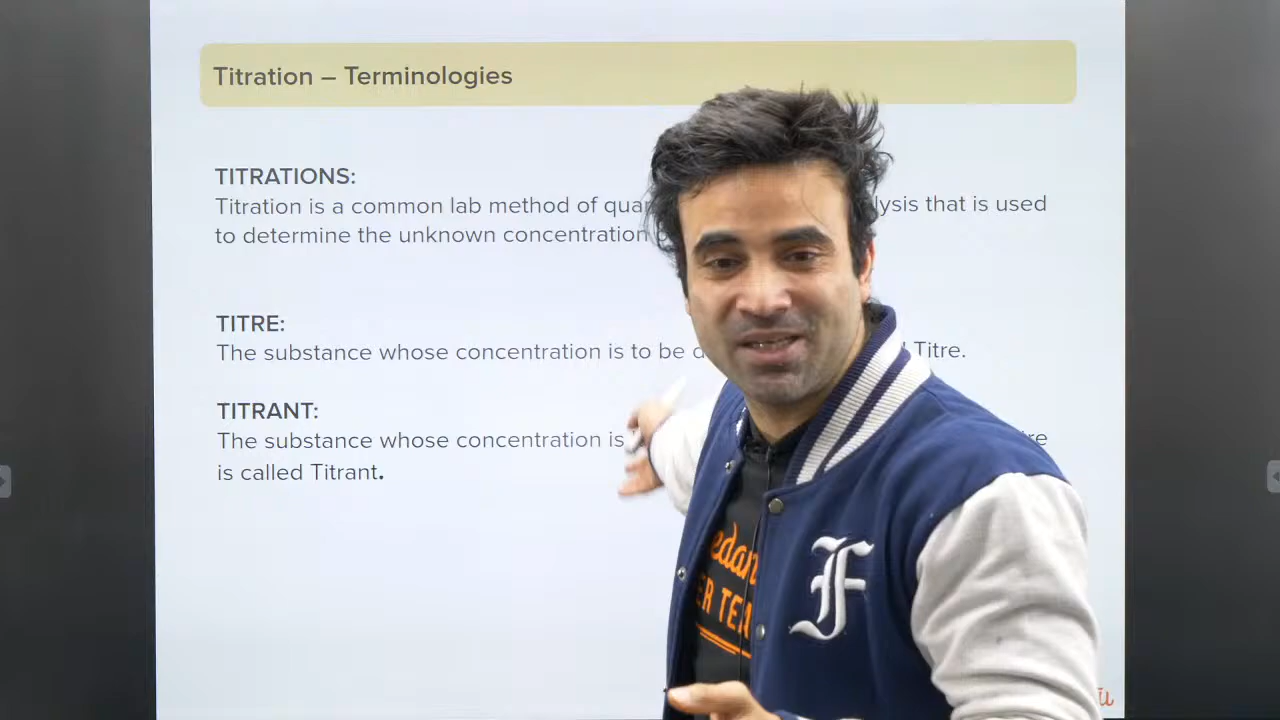 Titration – Terminologies
TITRATIONS:
Titration is a common lab method of lysis that is used
to determine the unknown concentration
TITRE:
The substance whose concentration is to be Titre.
TITRANT:
The substance whose concentration is
is called Titrant.
F